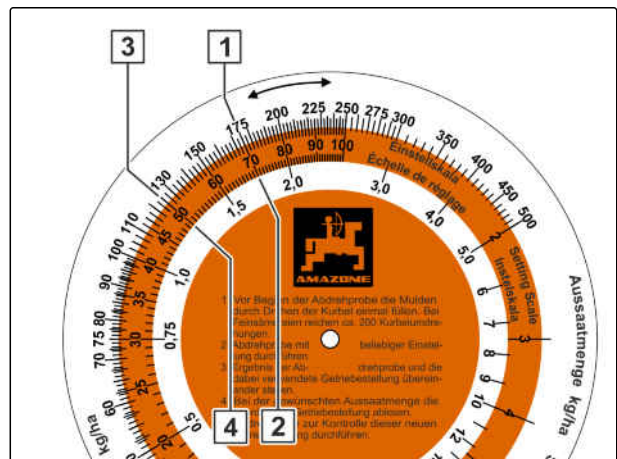 3
1
130
150
175
200
225
250
275
300
350
400
450
500
110
100
90
80
75
70
60
50
45
40
35
30
25
20
60
70
80
90
100
2
3
4
0,5
0,75
1,0
1,5
2,0
3,0
4,0
5,0
6
7
8
9
10
12
Einstellskala
Échelle de réglage
Setting Scale
Instelskala
Aussaatmenge kg/ha
kg/ha
AMAZONE
1 Vor Beginn der Abdrehprobe die Mulden
durch Drehen der Kurbel einmal füllen. Bei
Feinsämereien reichen ca. 200 Kurbelumdre-
hungen.
2 Abdrehprobe mit beliebiger Einstel-
lung durchführen
3 Ergebnis der Ab- drehprobe und die
dabei verwendete Getriebestellung überein-
ander stellen.
4 Bei der gewünschten Aussaatmenge die
Getriebestellung ablesen.
zur Kontrolle dieser neuen
durchführen.
4
2